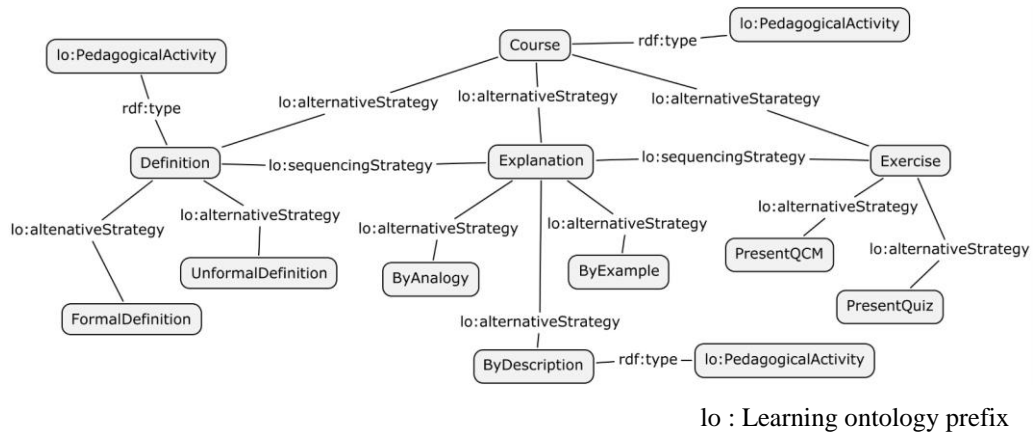 lo:PedagogicalActivity
Course
rdf:type
lo:PedagogicalActivity
rdf:type
lo:alternativeStrategy
lo:alternativeStrategy
lo:alternativeStarategy
Definition
lo:sequencingStrategy
Explanation
lo:sequencingStrategy
Exercise
lo:altenativeStrategy
lo:alternativeStrategy
lo:alternativeStrategy
lo:alternativeStrategy
lo:alternativeStrategy
lo:alternativeStrategy
UnformalDefinition
ByAnalogy
ByExample
PresentQCM
FormalDefinition
PresentQuiz
lo:alternativeStrategy
ByDescription
rdf:type
lo:PedagogicalActivity
lo : Learning ontology prefix